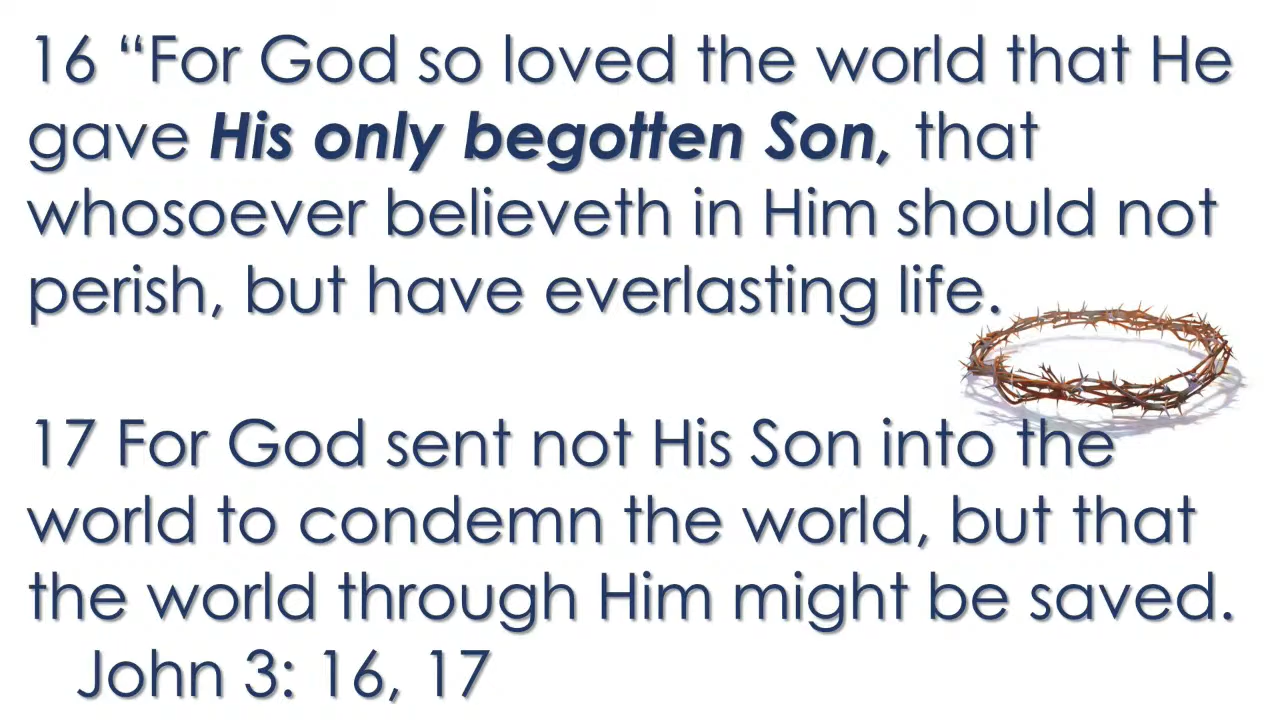 16 “For God so loved the world that He
gave His only begotten Son, that
whosoever believeth in Him should not
perish, but have everlasting life.
17 For God sent not His Son into the
world to condemn the world, but that
the world through Him might be saved.
John 3: 16, 17